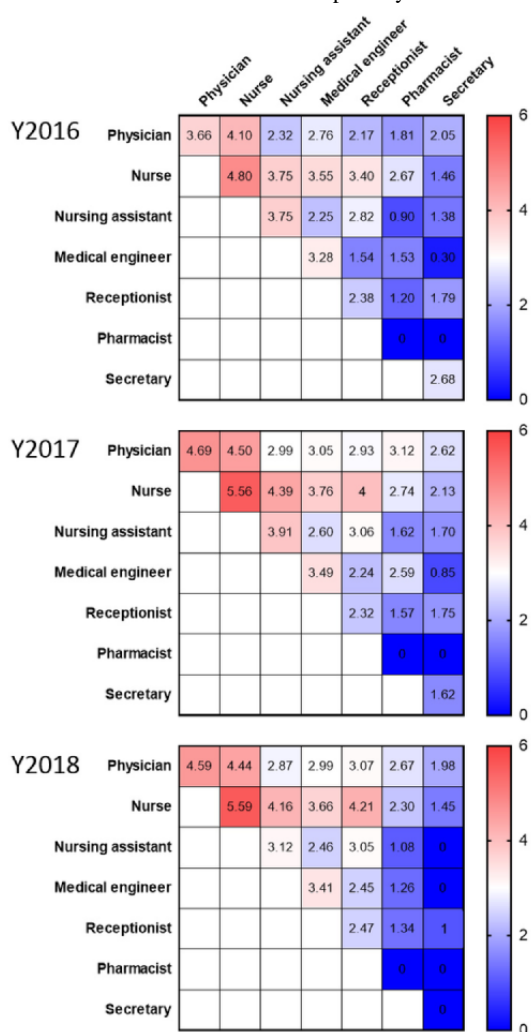 Physician Nurse Nursing assistant Medical engineer Receptionist Pharmacist Secretary
Y2016
Physician 3.66 4.10 2.32 2.76 2.17 1.81 2.05
Nurse 4.80 3.75 3.55 3.40 2.67 1.46
Nursing assistant 3.75 2.25 2.82 0.90 1.38
Medical engineer 3.28 1.54 1.53 0.30
Receptionist 2.38 1.20 1.79
Pharmacist 0 0
Secretary 2.68
6
4
2
0
Y2017
Physician 4.69 4.50 2.99 3.05 2.93 3.12 2.62
Nurse 5.56 4.39 3.76 4 2.74 2.13
Nursing assistant 3.91 2.60 3.06 1.62 1.70
Medical engineer 3.49 2.24 2.59 0.85
Receptionist 2.32 1.57 1.75
Pharmacist 0 0
Secretary 1.62
6
4
2
0
Y2018
Physician 4.59 4.44 2.87 2.99 3.07 2.67 1.98
Nurse 5.59 4.16 3.66 4.21 2.30 1.45
Nursing assistant 3.12 2.46 3.05 1.08 0
Medical engineer 3.41 2.45 1.26 0
Receptionist 2.47 1.34 1
Pharmacist 0 0
Secretary 0
6
4
2
0